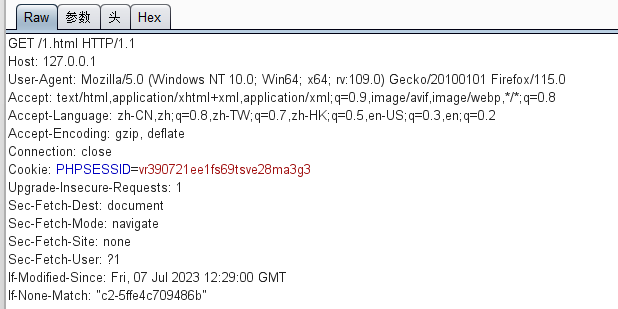 Raw 参数 头 Hex
GET /1.html HTTP/1.1
Host: 127.0.0.1
User-Agent: Mozilla/5.0 (Windows NT 10.0; Win64; x64; rv:109.0) Gecko/20100101 Firefox/115.0
Accept: text/html,application/xhtml+xml,application/xml;q=0.9,image/avif,image/webp,*/*;q=0.8
Accept-Language: zh-CN,zh;q=0.8,zh-TW;q=0.7,zh-HK;q=0.5,en-US;q=0.3,en;q=0.2
Accept-Encoding: gzip, deflate
Connection: close
Cookie: PHPSESSID=vr390721ee1fs69tsve28ma3g3
Upgrade-Insecure-Requests: 1
Sec-Fetch-Dest: document
Sec-Fetch-Mode: navigate
Sec-Fetch-Site: none
Sec-Fetch-User: ?1
If-Modified-Since: Fri, 07 Jul 2023 12:29:00 GMT
If-None-Match: "c2-5ffe4c709486b"